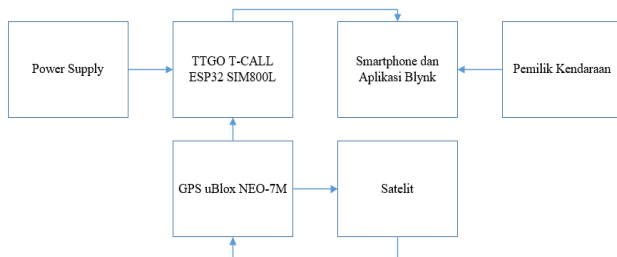 Power Supply
TTGO T-CALL
ESP32 SIM800L
Smartphone dan
Aplikasi Blynk
Pemilik Kendaraan
GPS uBlox NEO-7M
Satelit